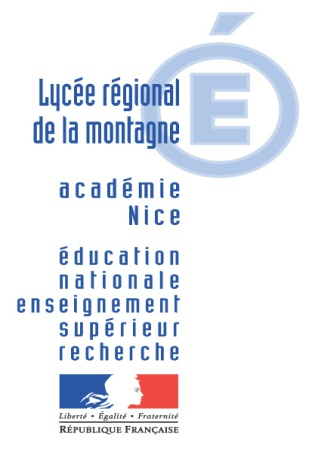 Lycée régional
de la montagne
É
académie
Nice
éducation
nationale
enseignement
supérieur
recherche
Liberté • Égalité • Fraternité
RÉPUBLIQUE FRANÇAISE